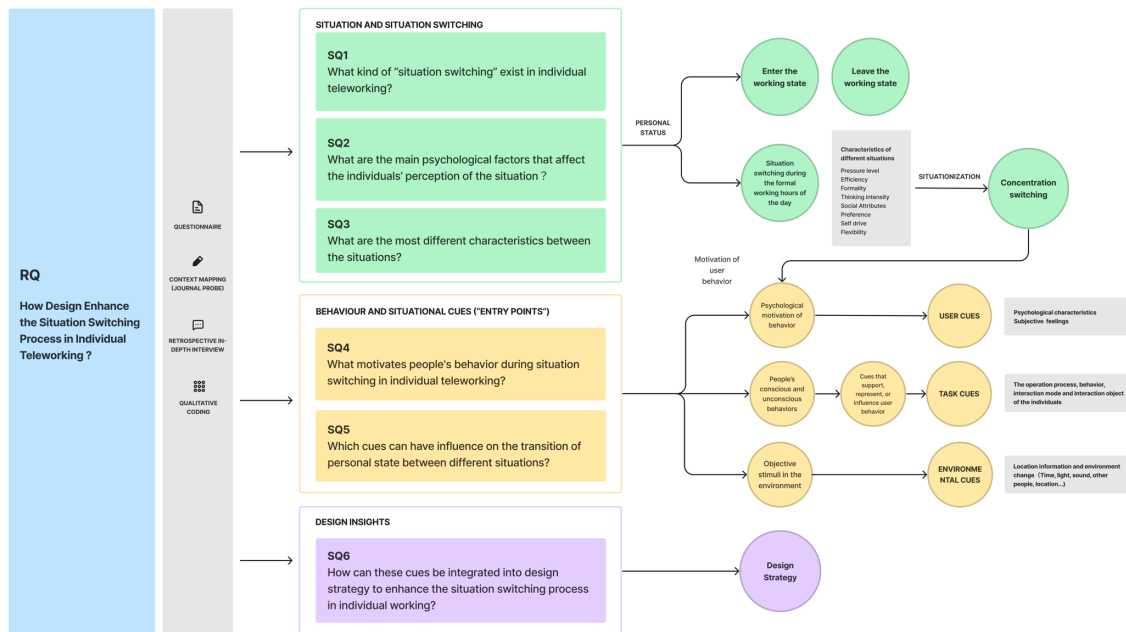 RQ
How Design Enhance
the Situation Switching
Process in Individual
Teleworking ?
QUESTIONNAIRE
CONTEXT MAPPING
(JOURNAL PROBE)
RETROSPECTIVE IN-
DEPTH INTERVIEW
QUALITATIVE
CODING
SITUATION AND SITUATION SWITCHING
SQ1
What kind of “situation switching” exist in individual
teleworking?
SQ2
What are the main psychological factors that affect
the individuals' perception of the situation ?
SQ3
What are the most different characteristics between
the situations?
BEHAVIOUR AND SITUATIONAL CUES ("ENTRY POINTS")
SQ4
What motivates people's behavior during situation
switching in individual teleworking?
SQ5
Which cues can have influence on the transition of
personal state between different situations?
DESIGN INSIGHTS
SQ6
How can these cues be integrated into design
strategy to enhance the situation switching process
in individual working?
PERSONAL
STATUS
Enter the
working state
Leave the
working state
Situation
switching during
the formal
working hours of
the day
Characteristics of
different situations
Pressure level
Efficiency
Formality
Thinking intensity
Social Attributes
Preference
Self drive
Flexibility
SITUATIONIZATION
Concentration
switching
Motivation of
user
behavior
Psychological
motivation of
behavior
USER CUES
Psychological characteristics
Subjective feelings
People's
conscious and
unconscious
behaviors
Cues that
support,
represent, or
influence user
behavior
TASK CUES
The operation process, behavior,
interaction mode and interaction object
of the individuals
Objective
stimuli in the
environment
ENVIRONME
NTAL CUES
Location information and environment
change（Time, light, sound, other
people, location...)
Design
Strategy